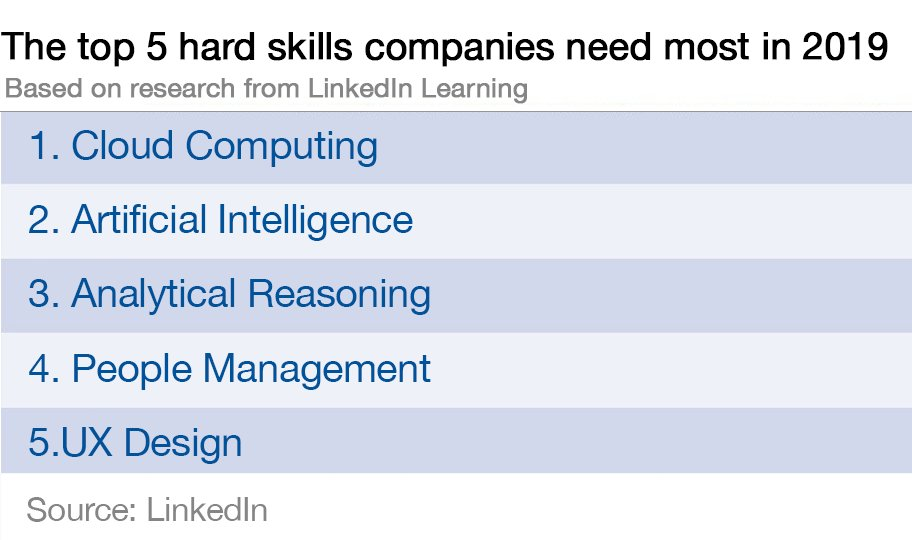 The top 5 hard skills companies need most in 2019
Based on research from LinkedIn Learning
1. Cloud Computing
2. Artificial Intelligence
3. Analytical Reasoning
4. People Management
5.UX Design
Source: LinkedIn